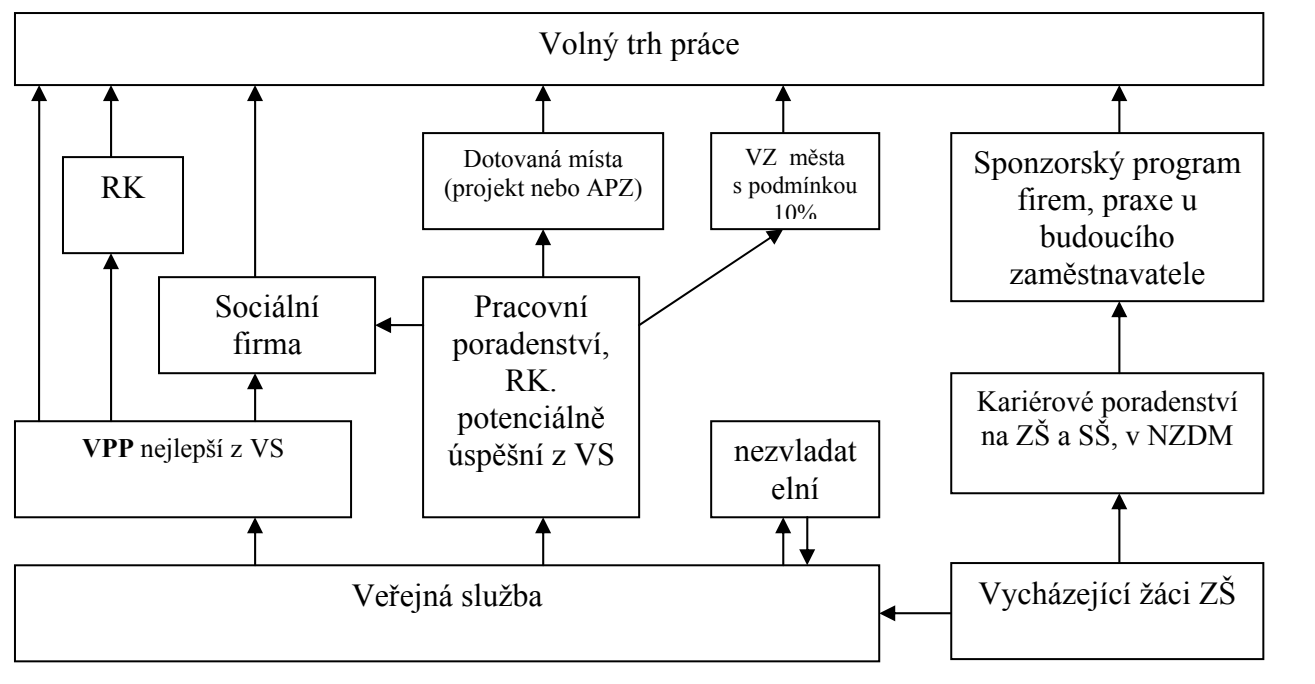 Volný trh práce
RK
Dotovaná místa
(projekt nebo APZ)
VZ  města
s podmínkou
10%
Sponzorský program
firem, praxe u
budoucího
zaměstnavatele
Sociální
firma
Pracovní
poradenství,
RK.
potenciálně
úspěšní z VS
Kariérové poradenství
na ZŠ a SŠ, v NZDM
VPP nejlepší z VS
nezvladat
elní
Veřejná služba
Vycházející žáci ZŠ